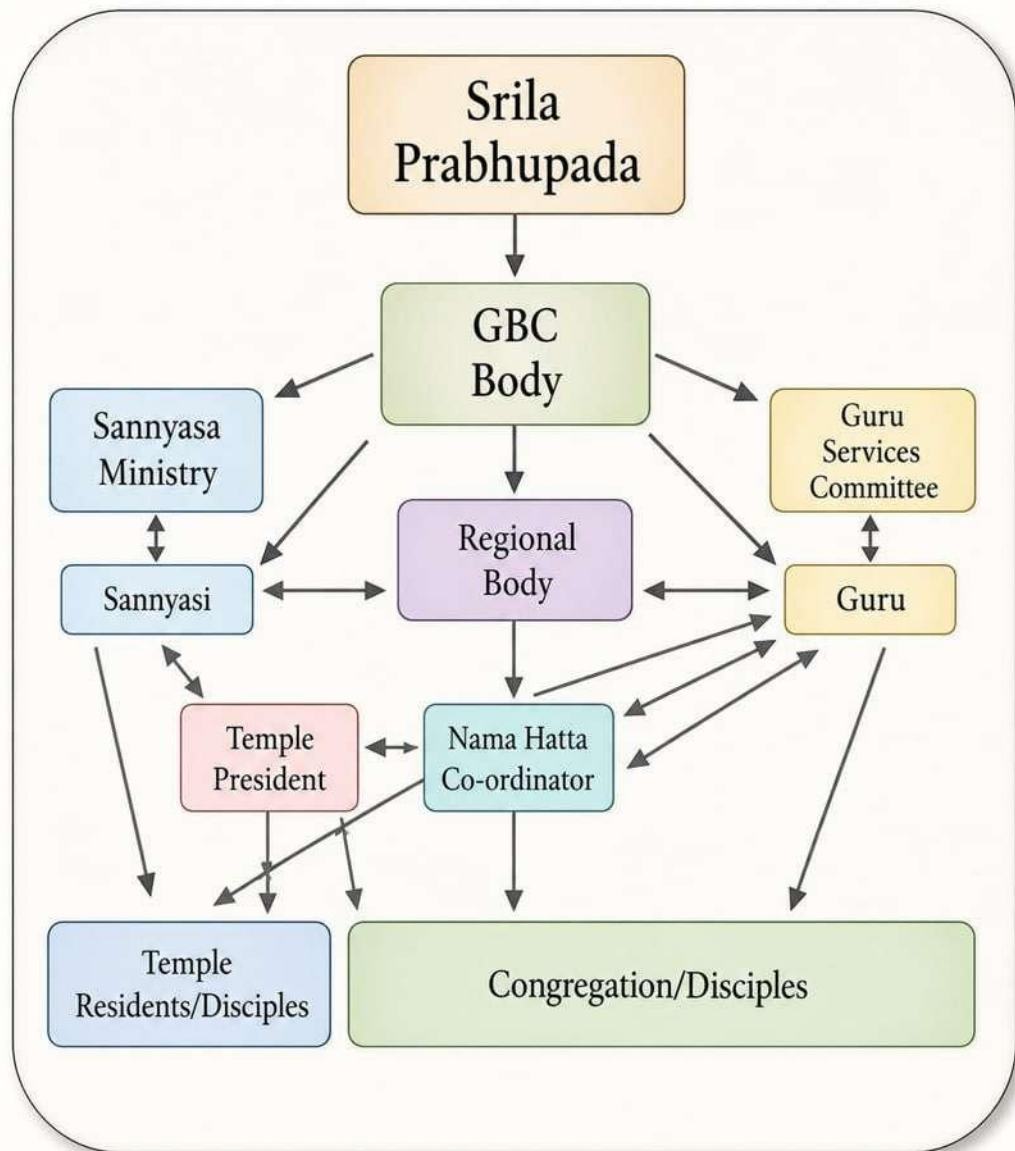 Srila
Prabhupada
GBC
Body
Sannyasa
Ministry
Guru
Services
Committee
Regional
Body
Sannyasi
Guru
Temple
President
Nama Hatta
Co-ordinator
Temple
Residents/Disciples
Congregation/Disciples